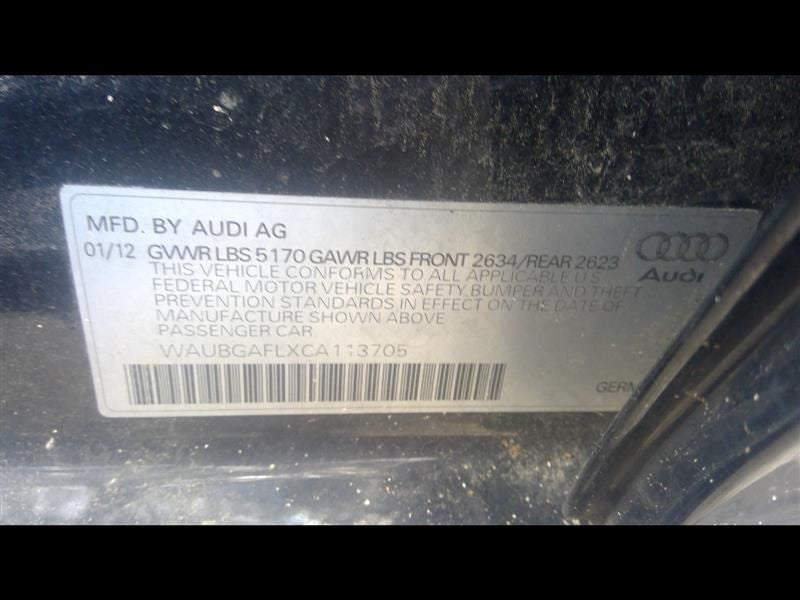 MFD. BY AUDI AG
01/12 GVWR LBS 5170 GAWR LBS FRONT 2634/REAR 2623
THIS VEHICLE CONFORMS TO ALL APPLICABLE U.S.
FEDERAL MOTOR VEHICLE SAFETY, BUMPER AND THEFT
PREVENTION STANDARDS IN EFFECT ON THE DATE OF
MANUFACTURE SHOWN ABOVE
PASSENGER CAR
WAUBGAFLXCA113705
Audi